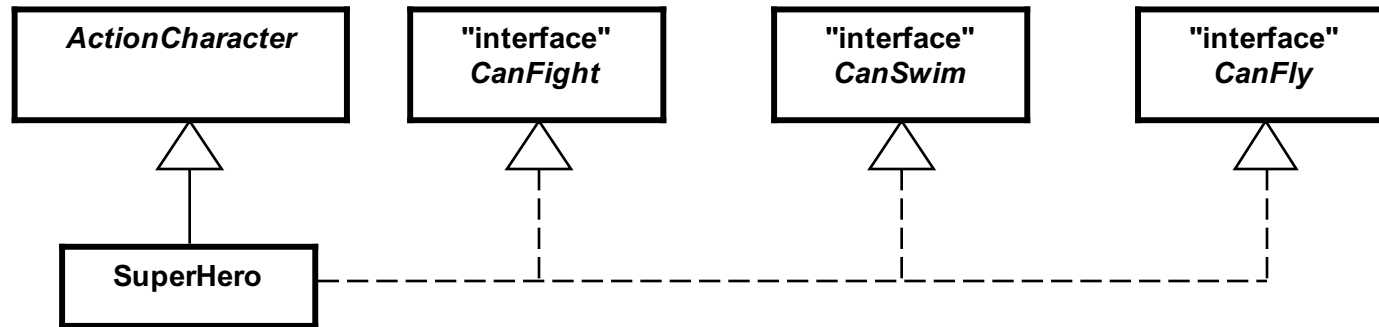 ActionCharacter
"interface"
CanFight
"interface"
CanSwim
"interface"
CanFly
SuperHero